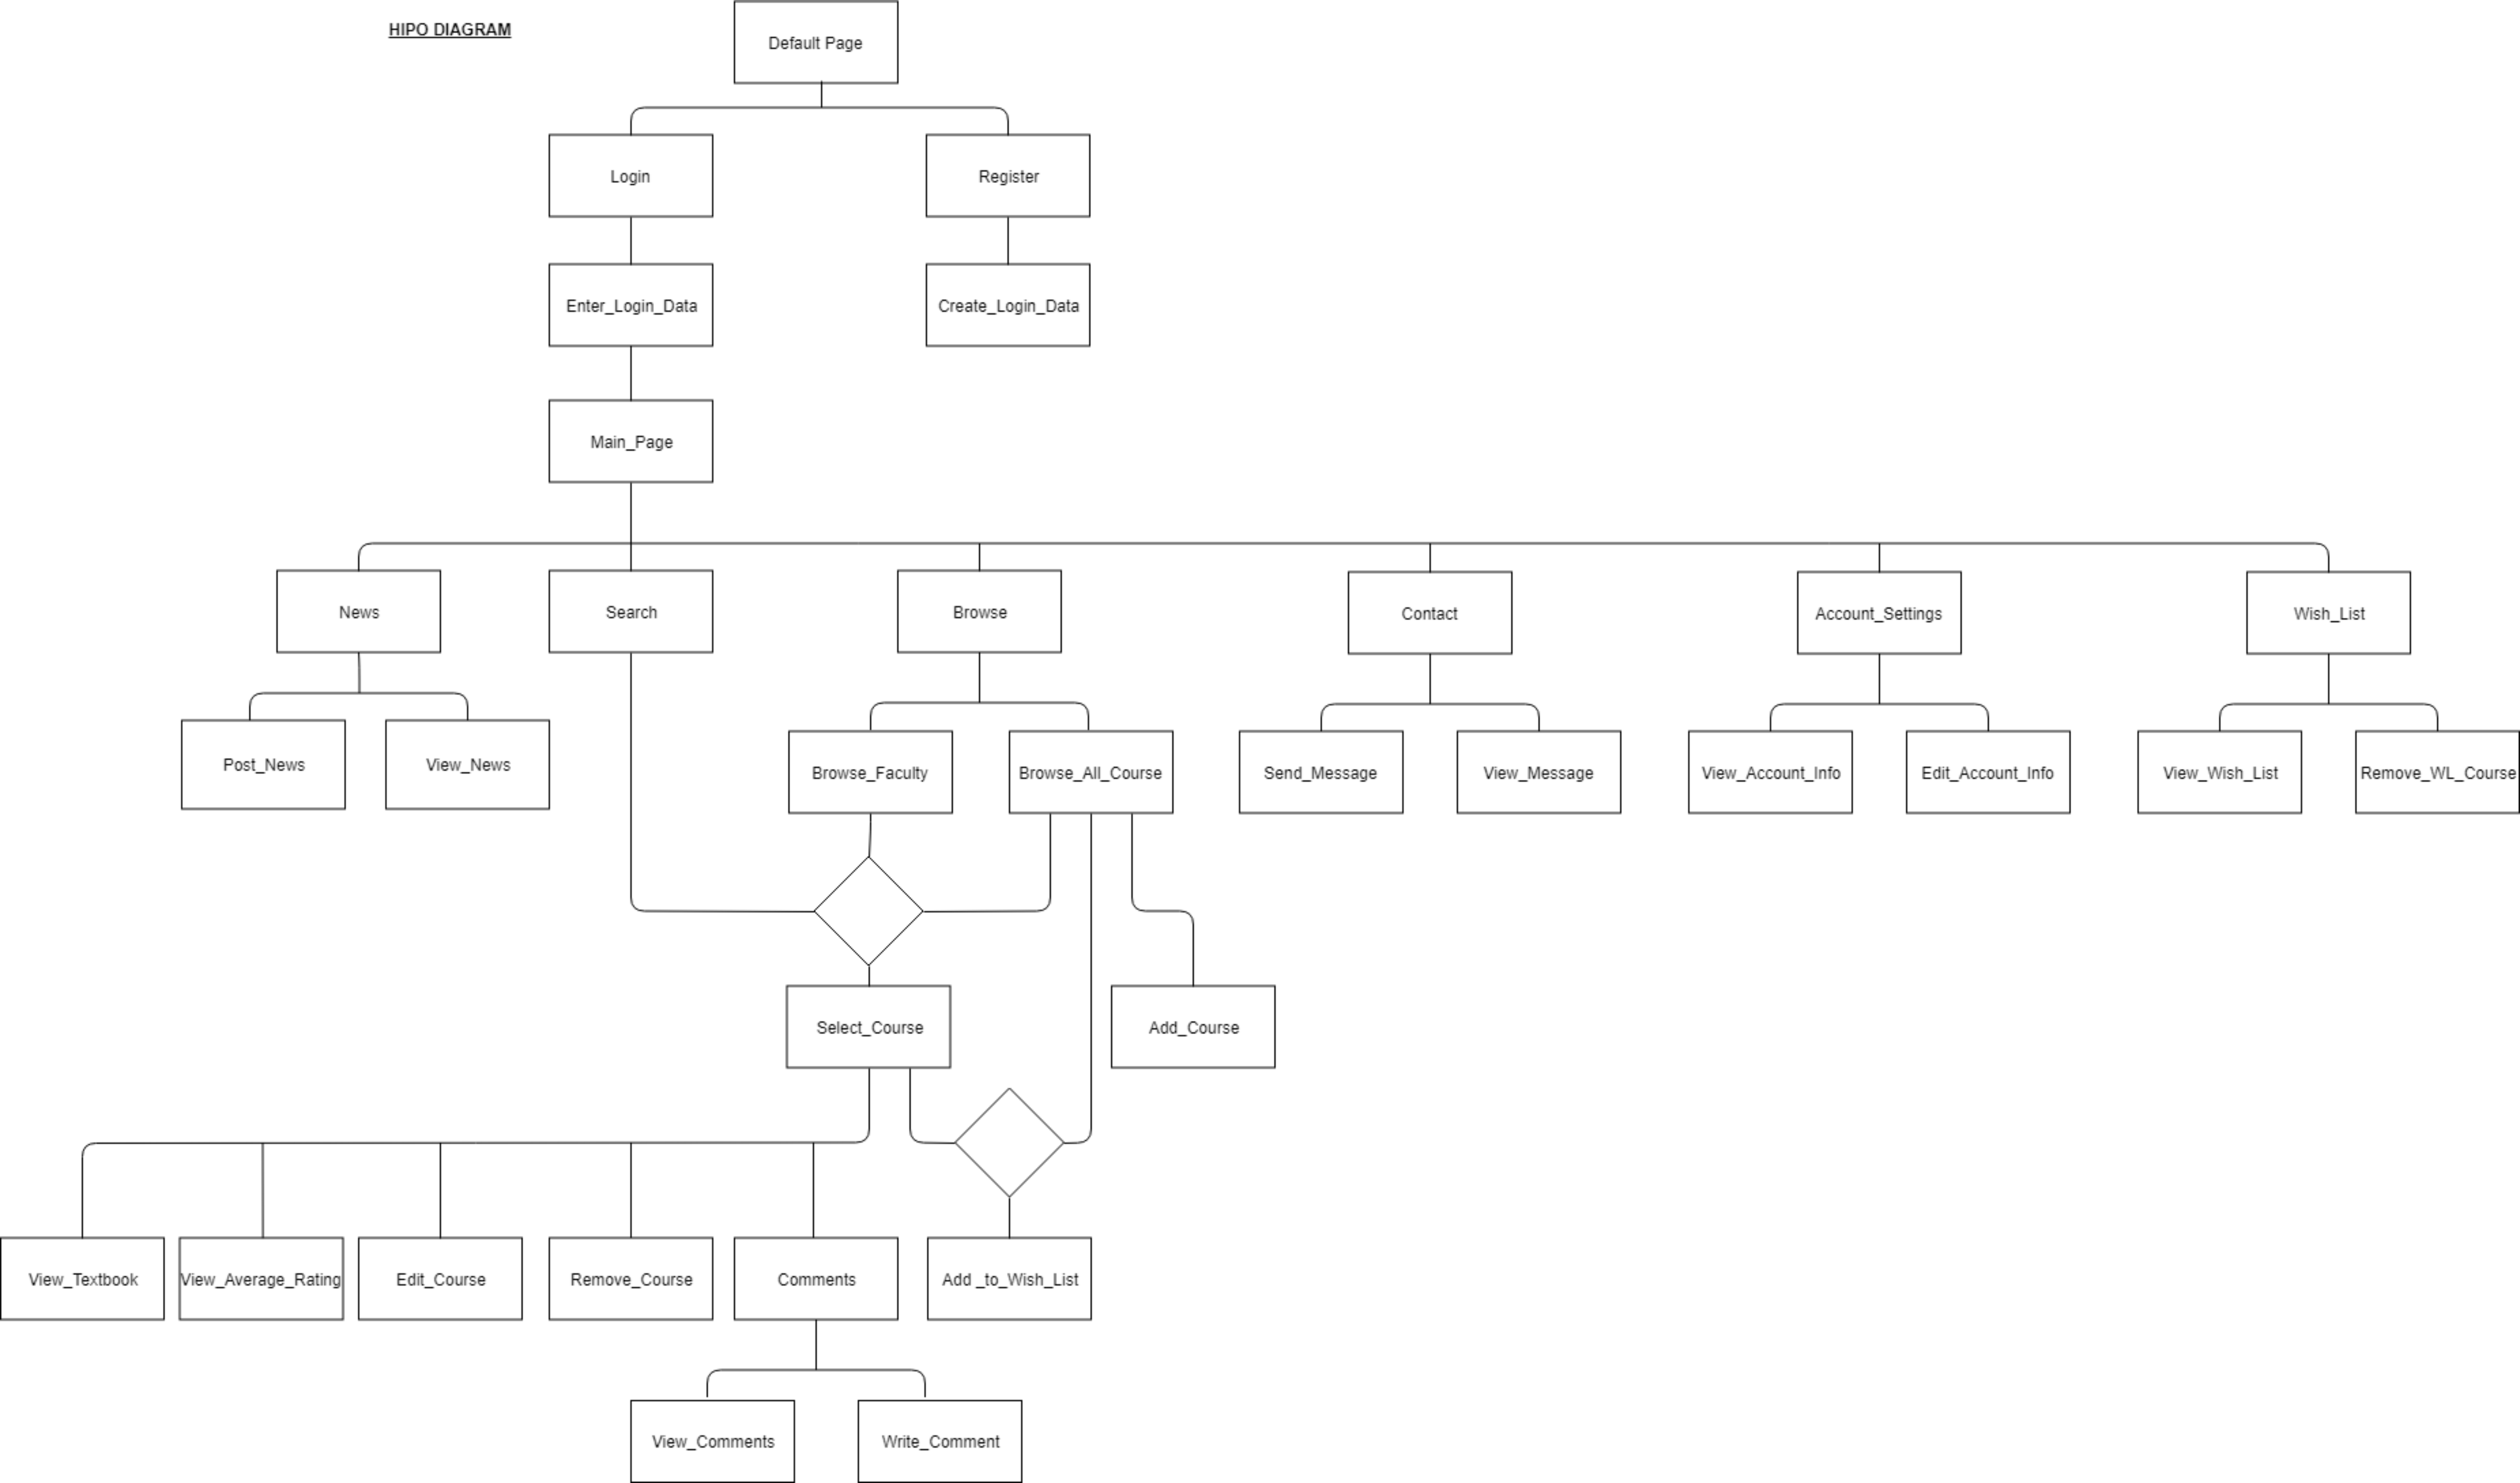 HIPO DIAGRAM
Default Page
Login
Register
Enter_Login_Data
Create_Login_Data
Main_Page
News
Search
Browse
Contact
Account_Settings
Wish_List
Post_News
View_News
Browse_Faculty
Browse_All_Course
Send_Message
View_Message
View_Account_Info
Edit_Account_Info
View_Wish_List
Remove_WL_Course
Select_Course
Add_Course
View_Textbook
View_Average_Rating
Edit_Course
Remove_Course
Comments
Add _to_Wish_List
View_Comments
Write_Comment